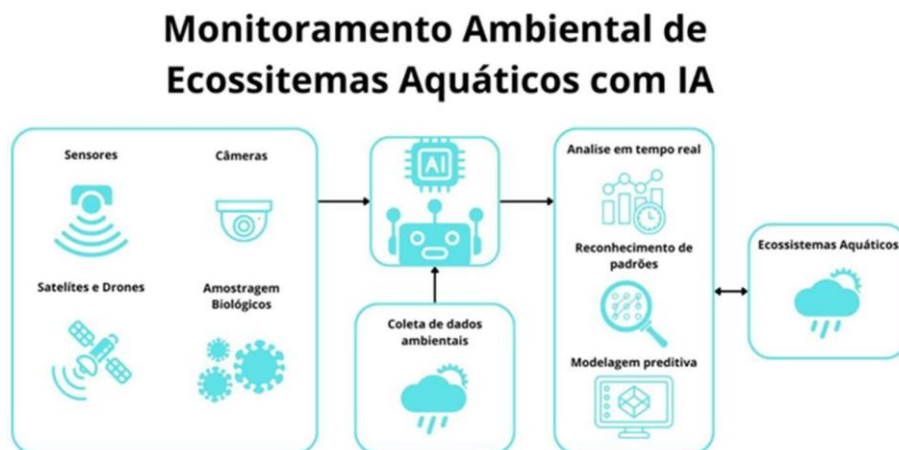 Monitoramento Ambiental de
Ecossitemas Aquáticos com IA
Sensores
Câmeras
Satelítes e Drones
Amostragem
Biológicos
AI
Coleta de dados
ambientais
Analise em tempo real
Reconhecimento de
padrões
Modelagem preditiva
Ecossistemas Aquáticos